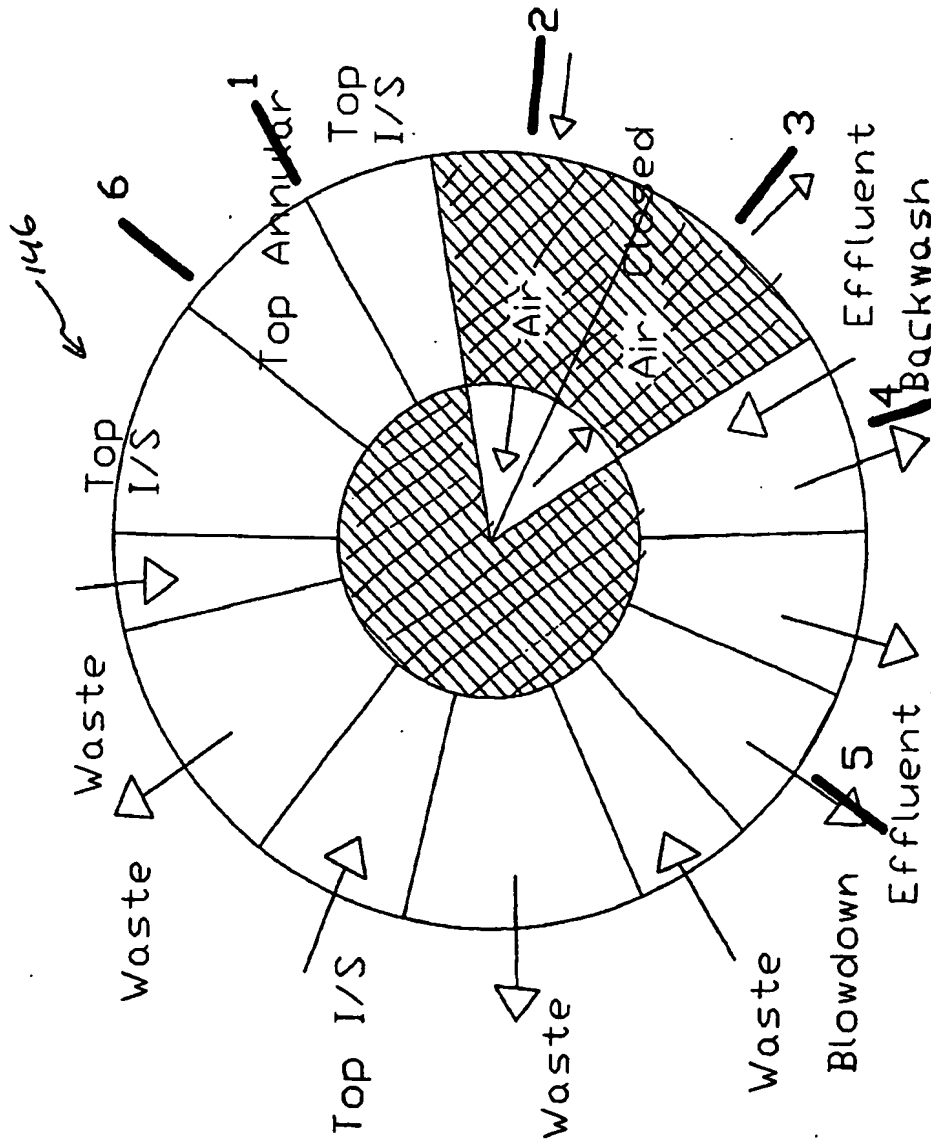 146
6
1
2
3
4
5
Top
I/S
Top Annular
Top
I/S
Air
Closed
Air
Effluent
Backwash
Effluent
Blowdown
Waste
Waste
Top I/S
Waste
Waste